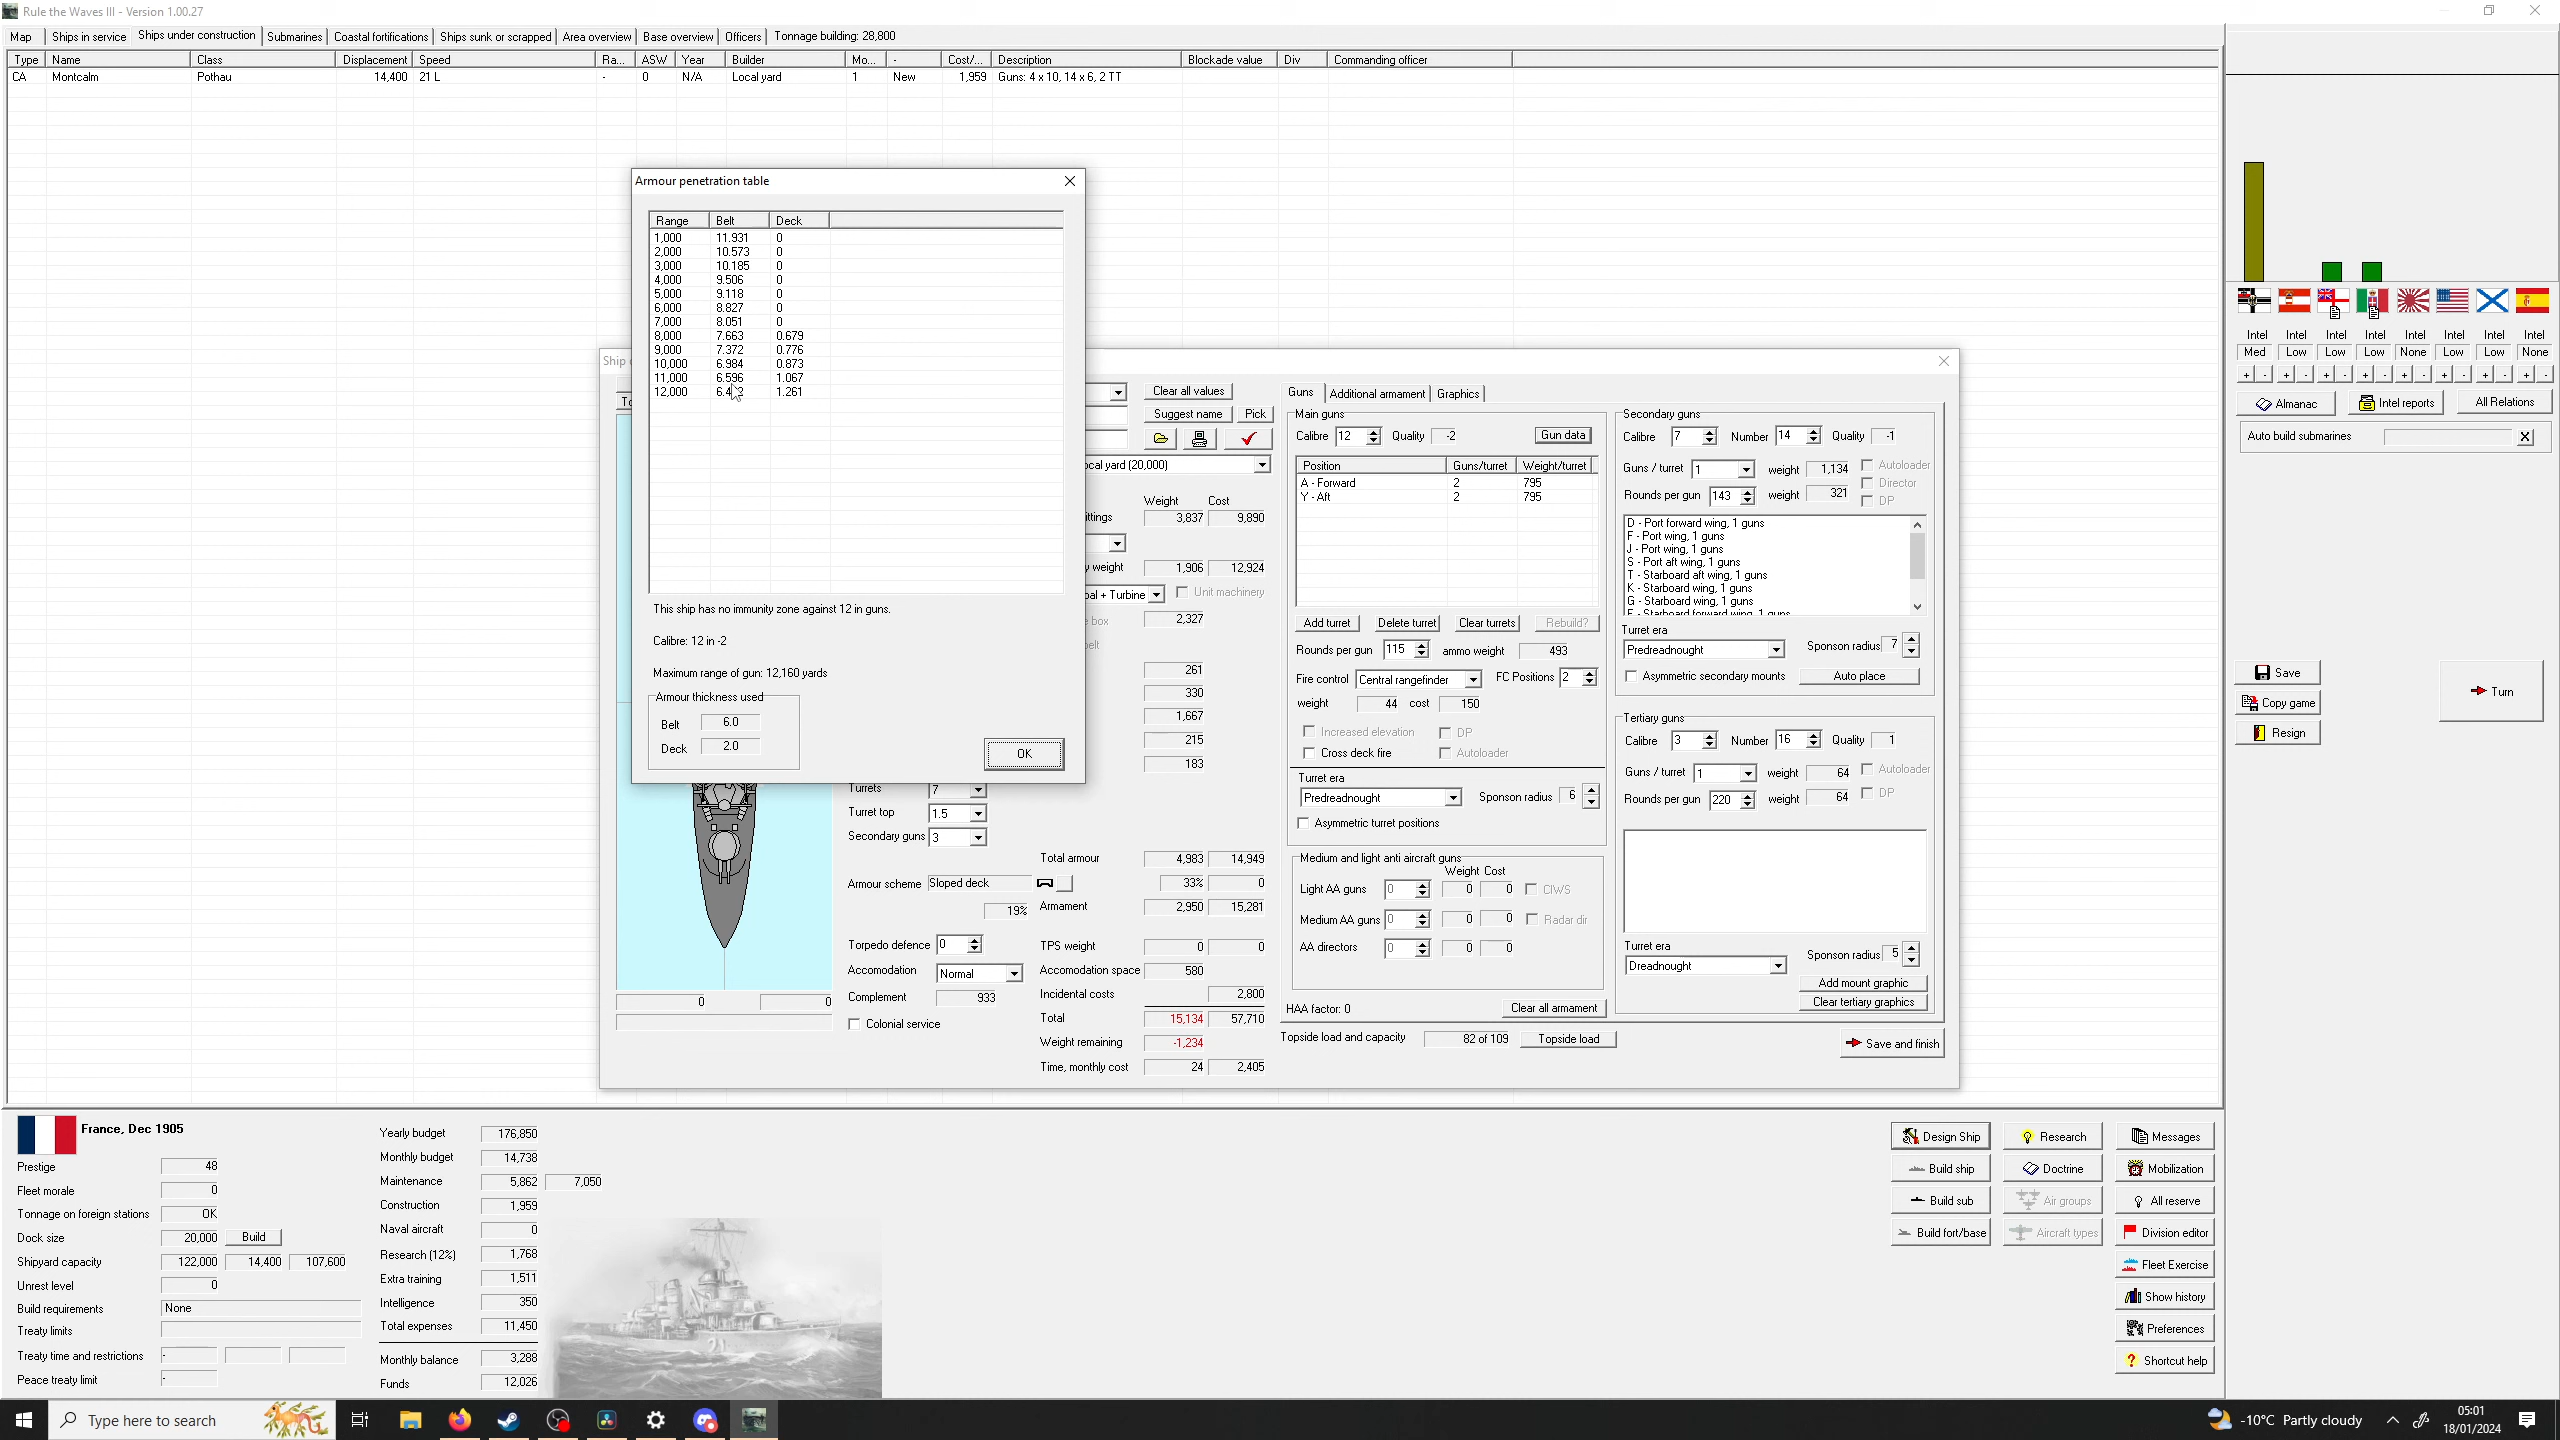 Rule the Waves III - Version 1.00.27
Map Ships in service Ships under construction Submarines Coastal fortifications Ships sunk or scrapped Area overview Base overview Officers Tonnage building: 28,800
Type Name Class Displacement Speed Ra... ASW Year Builder Mo... - Cost/... Description Blockade value Div Commanding officer
CA Montcalm Pothau 14,400 21 L - 0 N/A Local yard 1 New 1,959 Guns: 4 x 10, 14 x 6, 2 TT
Armour penetration table
Range Belt Deck
1,000 11.931 0
2,000 10.573 0
3,000 10.185 0
4,000 9.506 0
5,000 9.118 0
6,000 8.827 0
7,000 8.051 0
8,000 7.663 0.679
9,000 7.372 0.776
10,000 6.984 0.873
11,000 6.596 1.067
12,000 1.261
This ship has no immunity zone against 12 in guns.
Calibre: 12 in -2
Maximum range of gun: 12,160 yards
Armour thickness used
Belt 6.0
Deck 2.0
OK
Ship
Clear all values
Suggest name Pick
ocal yard (20,000)
Weight Cost
ittings 3,837 9,890
y weight 1,906 12,924
oal + Turbine Unit machinery
e box 2,327
elt
261
330
1,667
215
183
Turrets 7
Turret top 1.5
Secondary guns 3
Total armour 4,983 14,949
Armour scheme Sloped deck 33% 0
19% Armament 2,950 15,281
Torpedo defence 0 TPS weight 0 0
Accomodation Normal Accomodation space 580
Complement 933 Incidental costs 2,800
Colonial service Total 15,134 57,710
Weight remaining -1,234
Time, monthly cost 24 2,405
0 0
Guns Additional armament Graphics
Main guns
Calibre 12 Quality -2 Gun data
Position Guns/turret Weight/turret
A - Forward 2 795
Y - Aft 2 795
Add turret Delete turret Clear turrets Rebuild?
Rounds per gun 115 ammo weight 493
Fire control Central rangefinder FC Positions 2
weight 44 cost 150
Increased elevation DP
Cross deck fire Autoloader
Turret era
Predreadnought Sponson radius 6
Asymmetric turret positions
Medium and light anti aircraft guns
Weight Cost
Light AA guns 0 0 0 CIWS
Medium AA guns 0 0 0 Radar dir
AA directors 0 0 0
HAA factor: 0 Clear all armament
Topside load and capacity 82 of 109 Topside load
Secondary guns
Calibre 7 Number 14 Quality -1
Guns / turret 1 weight 1,134 Autoloader
Director
Rounds per gun 143 weight 321 DP
D - Port forward wing, 1 guns
F - Port wing, 1 guns
J - Port wing, 1 guns
S - Port aft wing, 1 guns
T - Starboard aft wing, 1 guns
K - Starboard wing, 1 guns
G - Starboard wing, 1 guns
E - Starboard forward wing, 1 guns
Turret era
Predreadnought Sponson radius 7
Asymmetric secondary mounts Auto place
Tertiary guns
Calibre 3 Number 16 Quality 1
Guns / turret 1 weight 64 Autoloader
Rounds per gun 220 weight 64 DP
Turret era
Dreadnought Sponson radius 5
Add mount graphic
Clear tertiary graphics
Save and finish
Intel Intel Intel Intel Intel Intel Intel Intel
Med Low Low Low None Low Low None
+ - + - + - + - + - + - + - + -
Almanac Intel reports All Relations
Auto build submarines X
Save
Copy game
Resign
Turn
France, Dec 1905
Prestige 48
Fleet morale 0
Tonnage on foreign stations OK
Dock size 20,000 Build
Shipyard capacity 122,000 14,400 107,600
Unrest level 0
Build requirements None
Treaty limits
Treaty time and restrictions -
Peace treaty limit -
Yearly budget 176,850
Monthly budget 14,738
Maintenance 5,862 7,050
Construction 1,959
Naval aircraft 0
Research (12%) 1,768
Extra training 1,511
Intelligence 350
Total expenses 11,450
Monthly balance 3,288
Funds 12,026
Design Ship Research Messages
Build ship Doctrine Mobilization
Build sub Air groups All reserve
Build fort/base Aircraft types Division editor
Fleet Exercise
Show history
Preferences
Shortcut help
Type here to search
-10°C Partly cloudy
05:01
18/01/2024